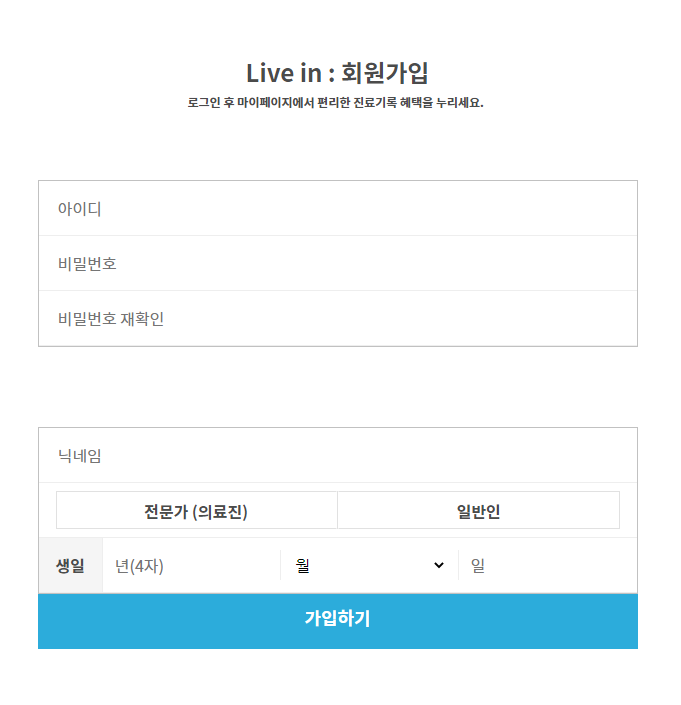 Live in : 회원가입
로그인 후 마이페이지에서 편리한 진료기록 혜택을 누리세요.
아이디
비밀번호
비밀번호 재확인
닉네임
전문가 (의료진) 일반인
생일 년(4자) 월 일
가입하기